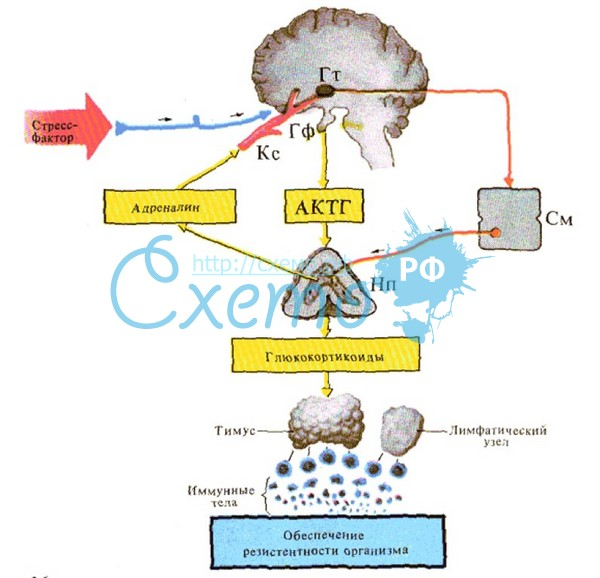 Гт
Стресс-
фактор
Гф
Кс
Адреналин
АКТГ
См
http://схемо.рф
Схемо РФ
Нп
Глюкокортикоиды
Тимус
Лимфатический
узел
Иммунные
тела
Обеспечение
резистентности организма